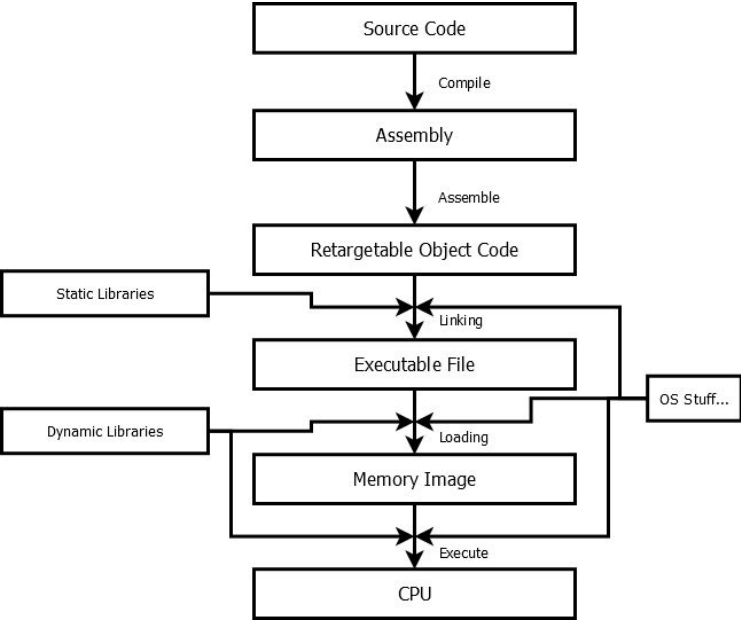 Source Code
Compile
Assembly
Assemble
Retargetable Object Code
Static Libraries
Linking
Executable File
OS Stuff...
Dynamic Libraries
Loading
Memory Image
Execute
CPU